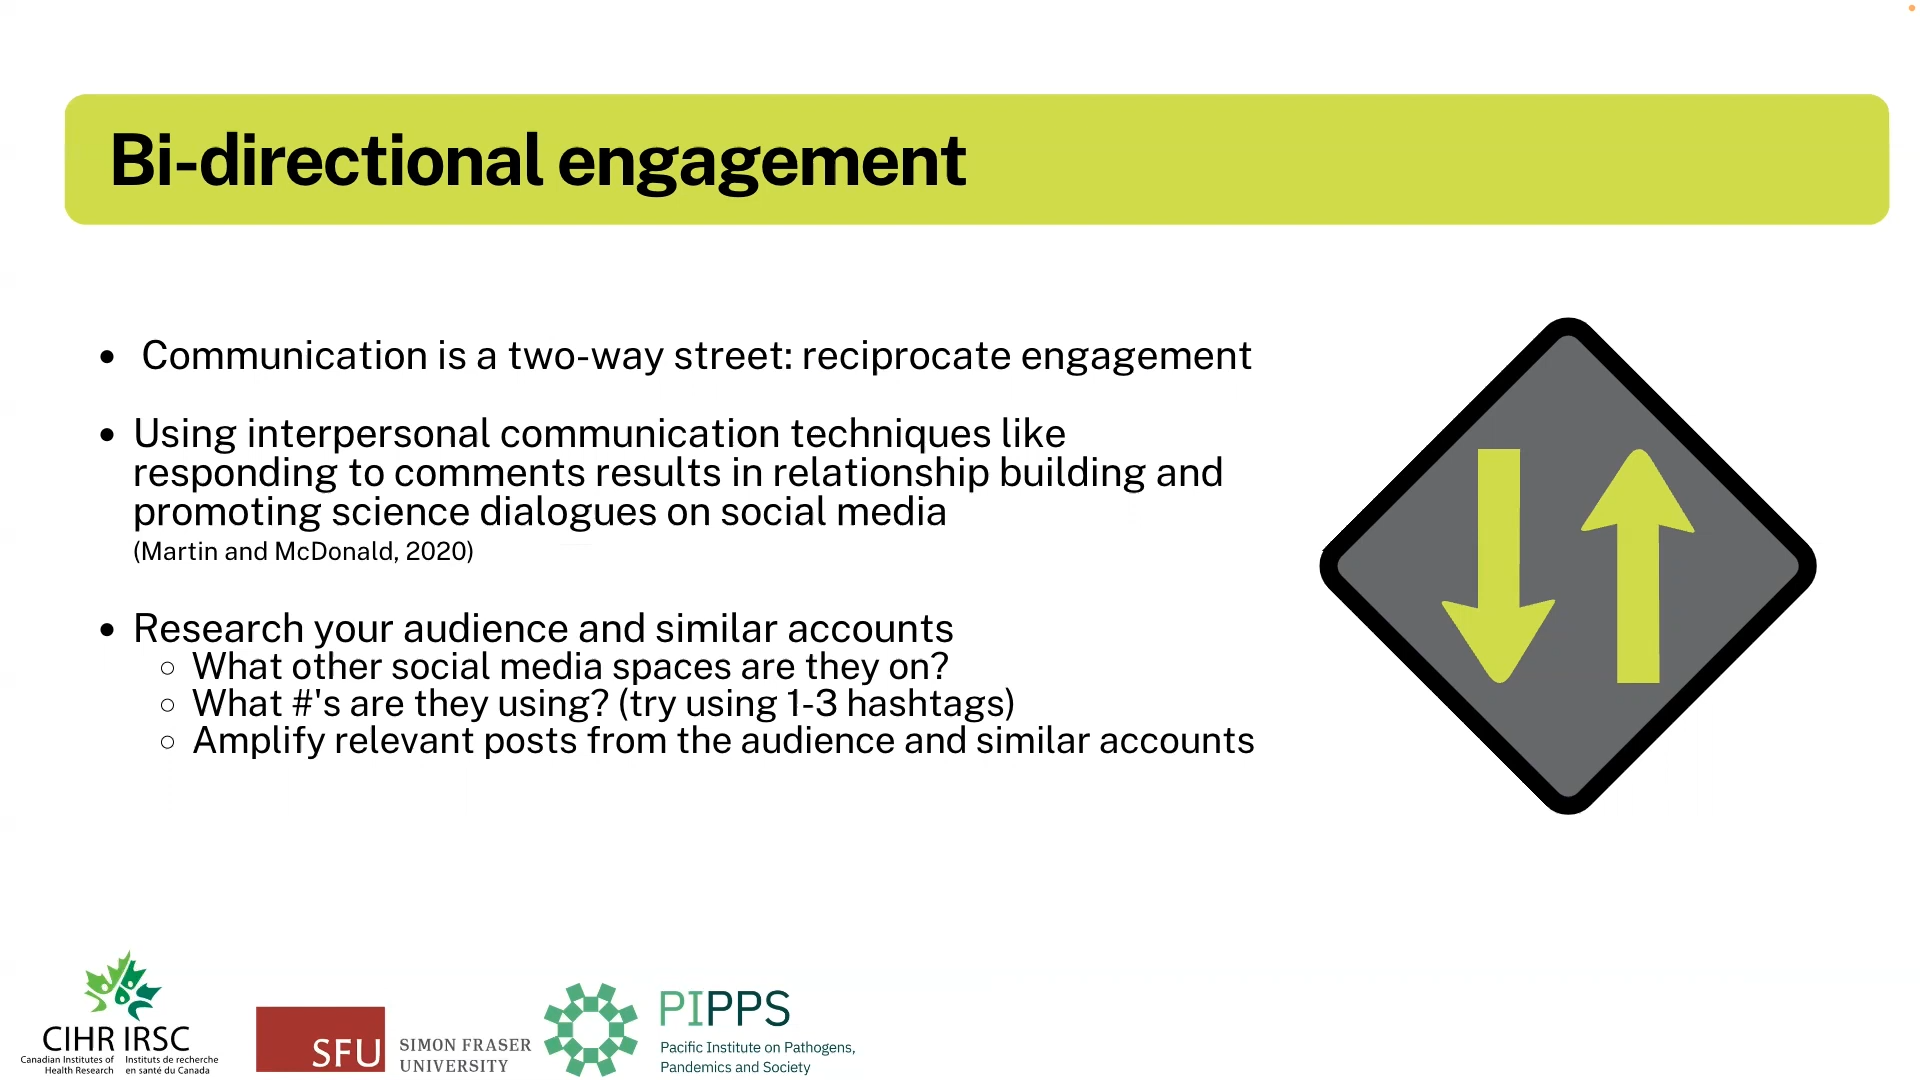 Bi-directional engagement
• Communication is a two-way street: reciprocate engagement
• Using interpersonal communication techniques like
responding to comments results in relationship building and
promoting science dialogues on social media
(Martin and McDonald, 2020)
• Research your audience and similar accounts
○ What other social media spaces are they on?
○ What #'s are they using? (try using 1-3 hashtags)
○ Amplify relevant posts from the audience and similar accounts
CIHR IRSC
Canadian Institutes of Health Research
Instituts de recherche en santé du Canada
SFU
SIMON FRASER
UNIVERSITY
PIPPS
Pacific Institute on Pathogens,
Pandemics and Society